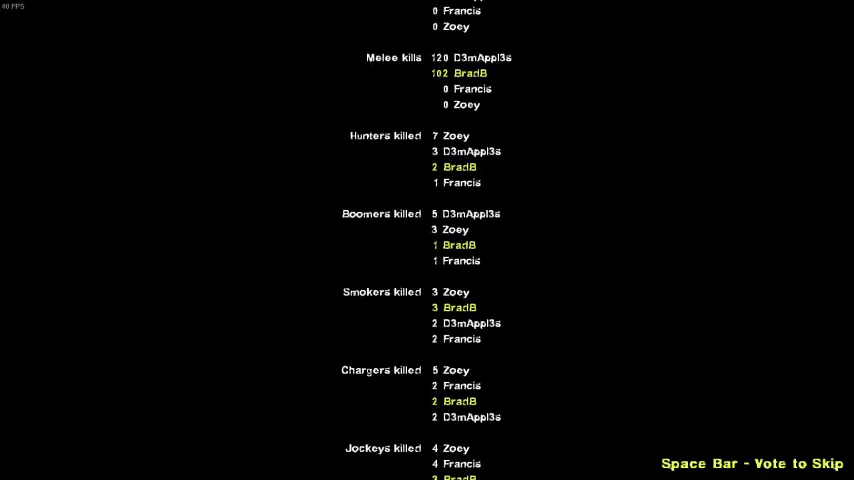 40 FPS
0 Francis
0 Zoey
Melee kills 120 D3mAppl3s
102 BradB
0 Francis
0 Zoey
Hunters killed 7 Zoey
3 D3mAppl3s
2 BradB
1 Francis
Boomers killed 5 D3mAppl3s
3 Zoey
1 BradB
1 Francis
Smokers killed 3 Zoey
3 BradB
2 D3mAppl3s
2 Francis
Chargers killed 5 Zoey
2 Francis
2 BradB
2 D3mAppl3s
Jockeys killed 4 Zoey
4 Francis
3 BradB
Space Bar - Vote to Skip